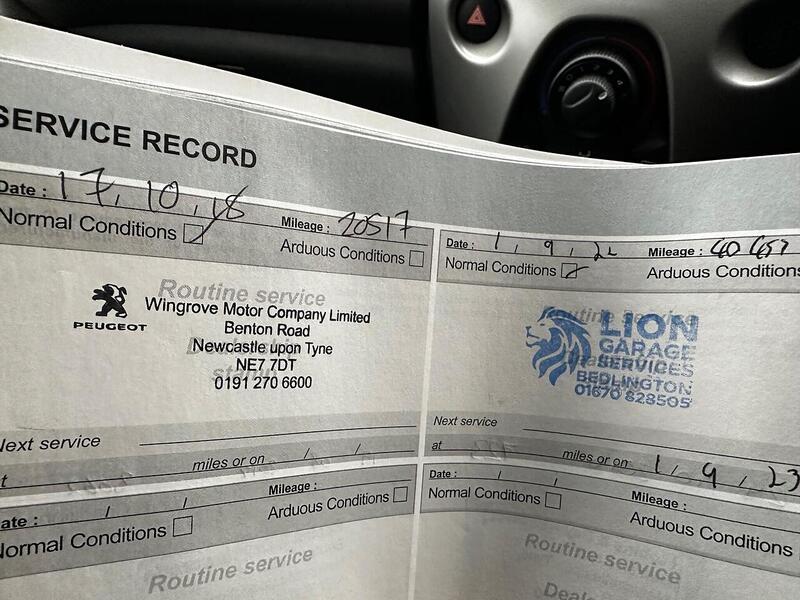 SERVICE RECORD
Date : 17, 10, 18 Mileage : 20517
Normal Conditions Arduous Conditions
Routine service
PEUGEOT
Wingrove Motor Company Limited
Benton Road
Newcastle upon Tyne
NE7 7DT
0191 270 6600
stamp
Next service
miles or on / /
Date : 1, 9, 22 Mileage :
Normal Conditions Arduous Conditions
Routine service
LION
GARAGE
SERVICES
BEDLINGTON
01670 828505
Next service
at miles or on 1, 9, 23
Date : / / Mileage :
Normal Conditions Arduous Conditions
Routine service
Date : / / Mileage :
Normal Conditions Arduous Conditions
Routine service